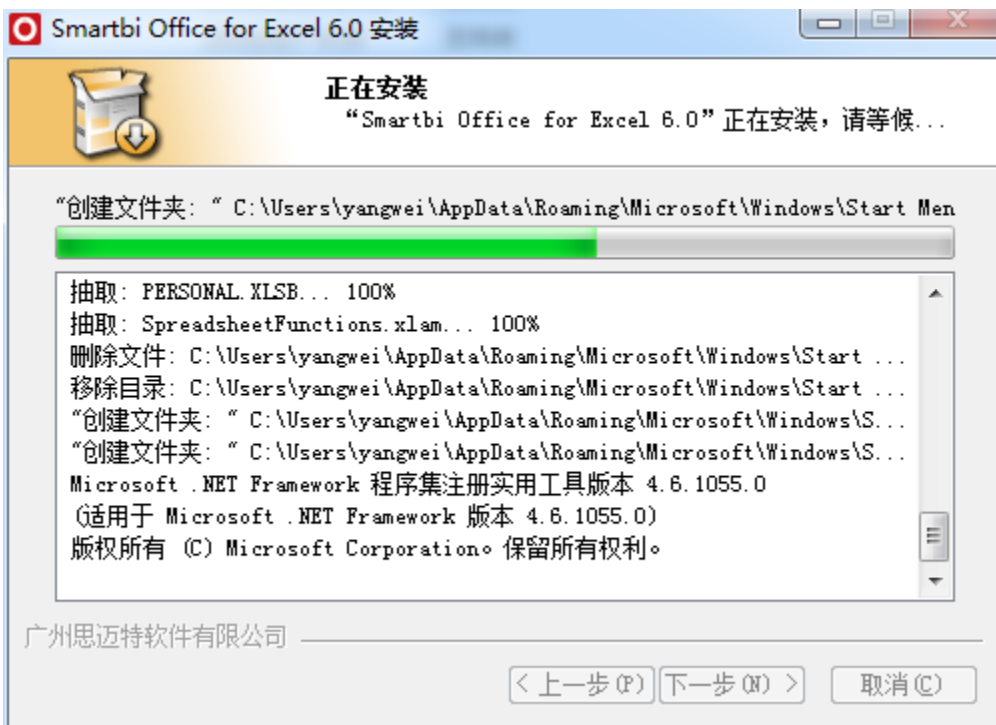 Smartbi Office for Excel 6.0 安装
正在安装
“Smartbi Office for Excel 6.0”正在安装，请等候...
“创建文件夹: “ C:\Users\yangwei\AppData\Roaming\Microsoft\Windows\Start Men
抽取: PERSONAL.XLSB... 100%
抽取: SpreadsheetFunctions.xlam... 100%
删除文件: C:\Users\yangwei\AppData\Roaming\Microsoft\Windows\Start ...
移除目录: C:\Users\yangwei\AppData\Roaming\Microsoft\Windows\Start ...
“创建文件夹: “ C:\Users\yangwei\AppData\Roaming\Microsoft\Windows\S...
“创建文件夹: “ C:\Users\yangwei\AppData\Roaming\Microsoft\Windows\S...
Microsoft .NET Framework 程序集注册实用工具版本 4.6.1055.0
(适用于 Microsoft .NET Framework 版本 4.6.1055.0)
版权所有 (C) Microsoft Corporation。保留所有权利。
广州思迈特软件有限公司
< 上一步(P) 下一步(N) > 取消(C)